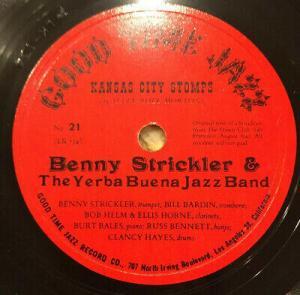 GOOD TIME JAZZ
KANSAS CITY STOMPS
No. 21
Benny Strickler &
The Yerba Buena Jazz Band
BENNY STRICKLER, trumpet; BILL BARDIN, trombone;
BOB HELM & ELLIS HORNE, clarinets;
BURT BALES, piano; RUSS BENNETT, banjo;
CLANCY HAYES, drums
GOOD TIME JAZZ RECORD CO., 707 North Irving Boulevard, Los Angeles 38, California